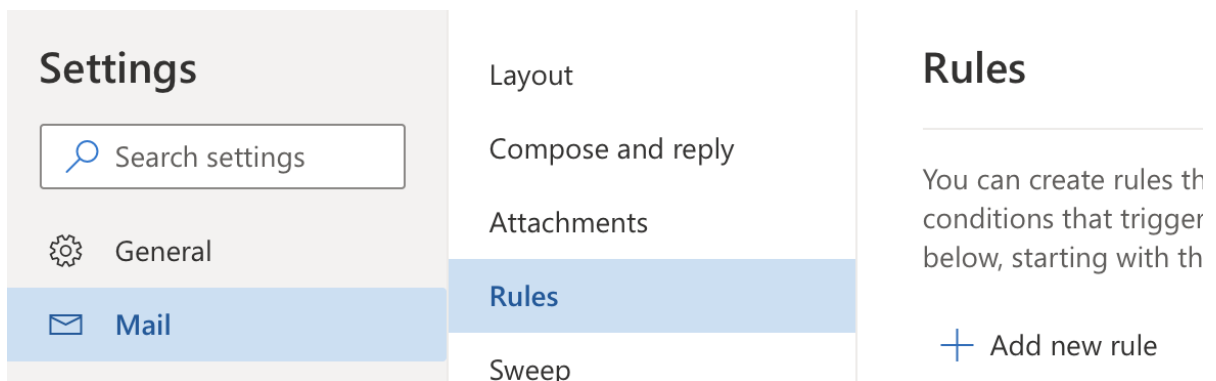 Settings
Search settings
General
Mail
Layout
Compose and reply
Attachments
Rules
Sweep
Rules
You can create rules th
conditions that trigger
below, starting with th
Add new rule